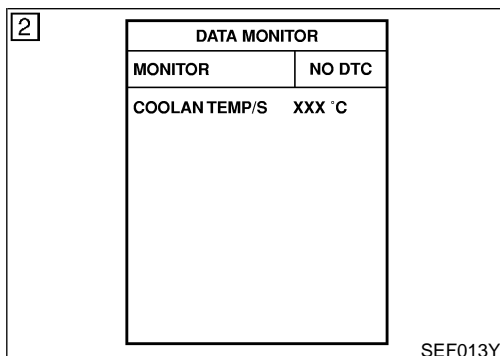 2
DATA MONITOR
MONITOR NO DTC
COOLAN TEMP/S XXX °C
SEF013Y